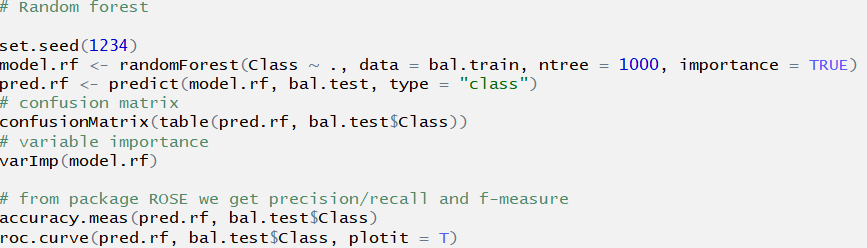 # Random forest
set.seed(1234)
model.rf <- randomForest(Class ~ ., data = bal.train, ntree = 1000, importance = TRUE)
pred.rf <- predict(model.rf, bal.test, type = "class")
# confusion matrix
confusionMatrix(table(pred.rf, bal.test$Class))
# variable importance
varImp(model.rf)
# from package ROSE we get precision/recall and f-measure
accuracy.meas(pred.rf, bal.test$Class)
roc.curve(pred.rf, bal.test$Class, plotit = T)